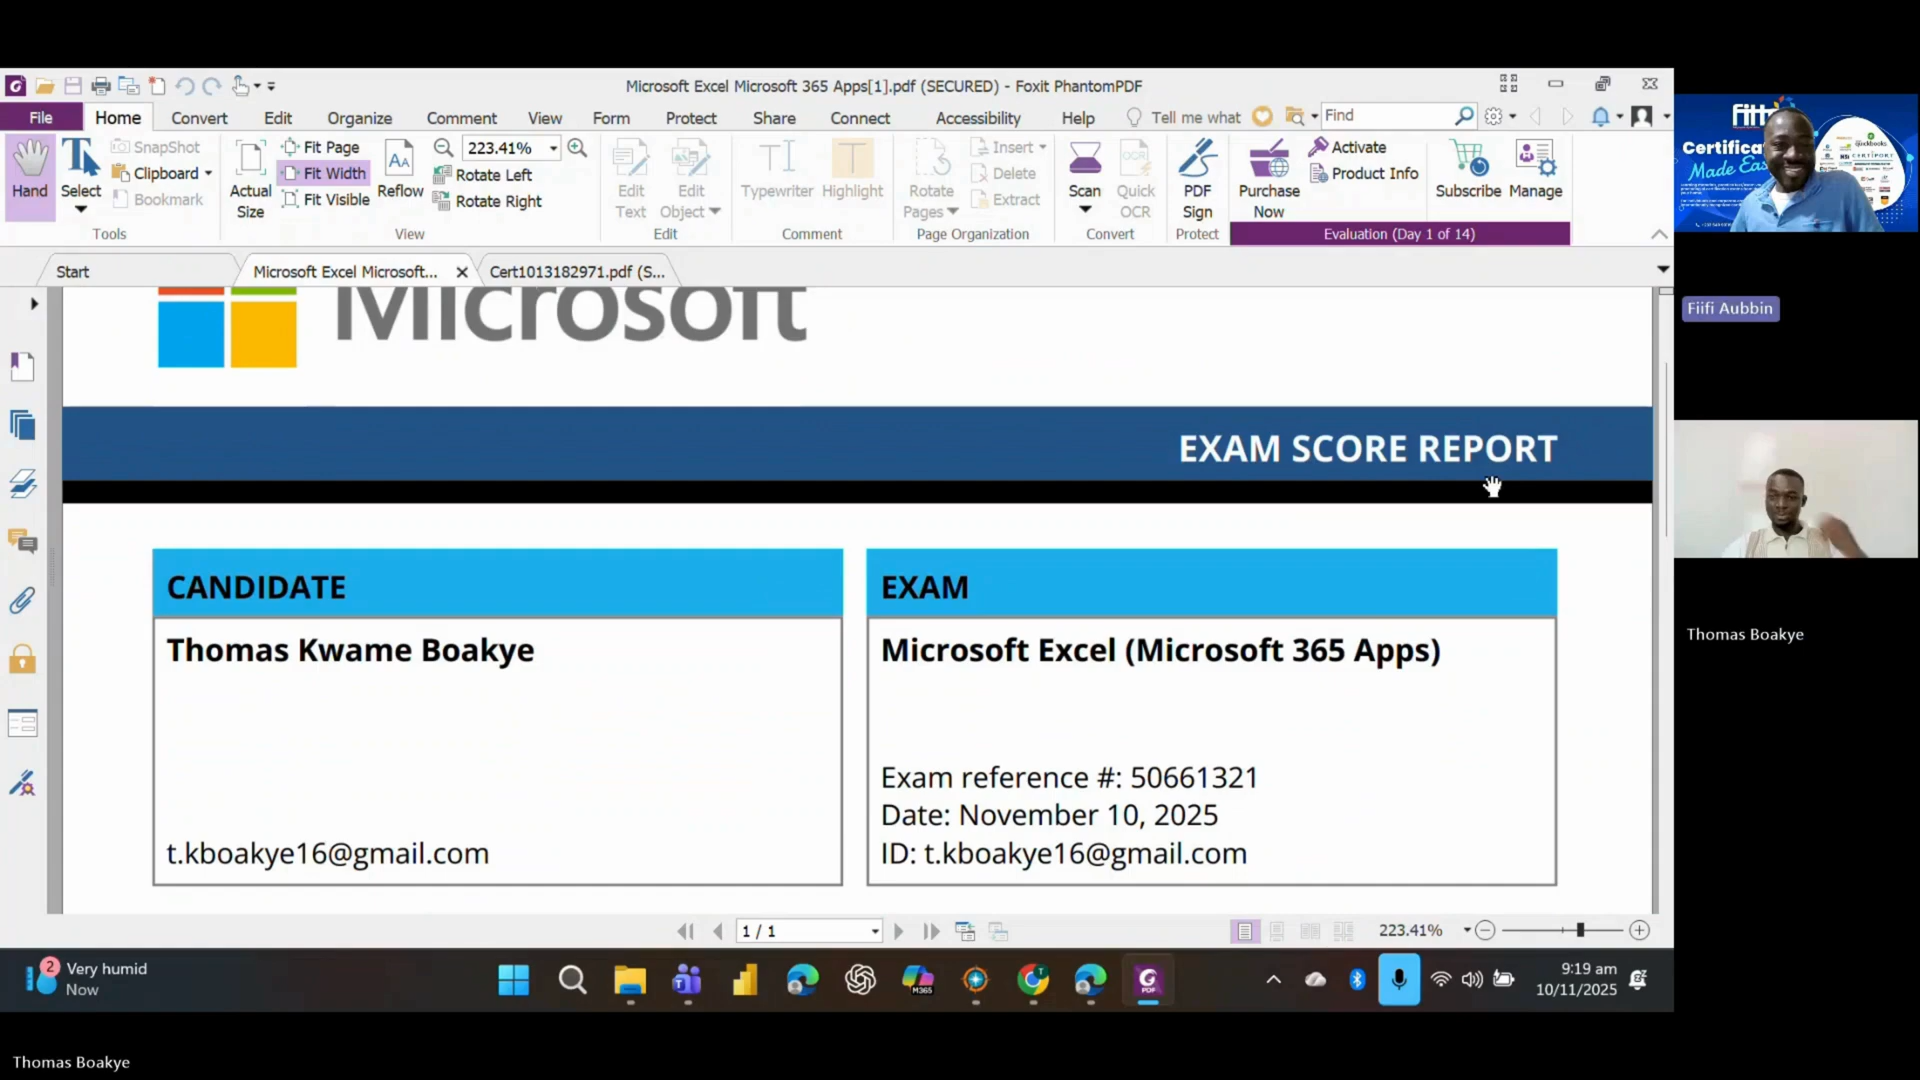 Microsoft Excel Microsoft 365 Apps[1].pdf (SECURED) - Foxit PhantomPDF
File Home Convert Edit Organize Comment View Form Protect Share Connect Accessibility Help Tell me what Find
Hand
Select
SnapShot
Clipboard
Bookmark
Tools
Actual Size
Fit Page
Fit Width
Fit Visible
Reflow
223.41%
Rotate Left
Rotate Right
View
Edit Text
Edit Object
Edit
Typewriter
Highlight
Comment
Rotate Pages
Insert
Delete
Extract
Page Organization
Scan
Quick OCR
Convert
PDF Sign
Protect
Purchase Now
Activate
Product Info
Subscribe
Manage
Evaluation (Day 1 of 14)
Start
Microsoft Excel Microsoft...
Cert1013182971.pdf (S...
Microsoft
EXAM SCORE REPORT
CANDIDATE
Thomas Kwame Boakye
t.kboakye16@gmail.com
EXAM
Microsoft Excel (Microsoft 365 Apps)
Exam reference #: 50661321
Date: November 10, 2025
ID: t.kboakye16@gmail.com
1 / 1
223.41%
2
Very humid
Now
M365
PDF
9:19 am
10/11/2025
Made
Quickbooks
CERTIPORT
Fiifi Aubbin
Thomas Boakye
Thomas Boakye